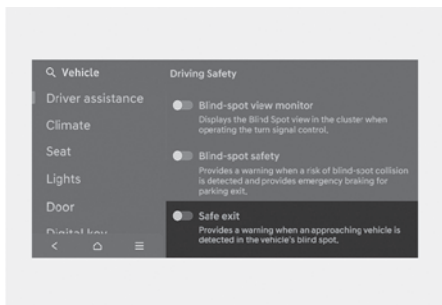 Vehicle
Driver assistance
Climate
Seat
Lights
Door
Digital key
Driving Safety
Blind-spot view monitor
Displays the Blind Spot view in the cluster when
operating the turn signal control.
Blind-spot safety
Provides a warning when a risk of blind-spot collision
is detected and provides emergency braking for
parking exit.
Safe exit
Provides a warning when an approaching vehicle is
detected in the vehicle's blind spot.